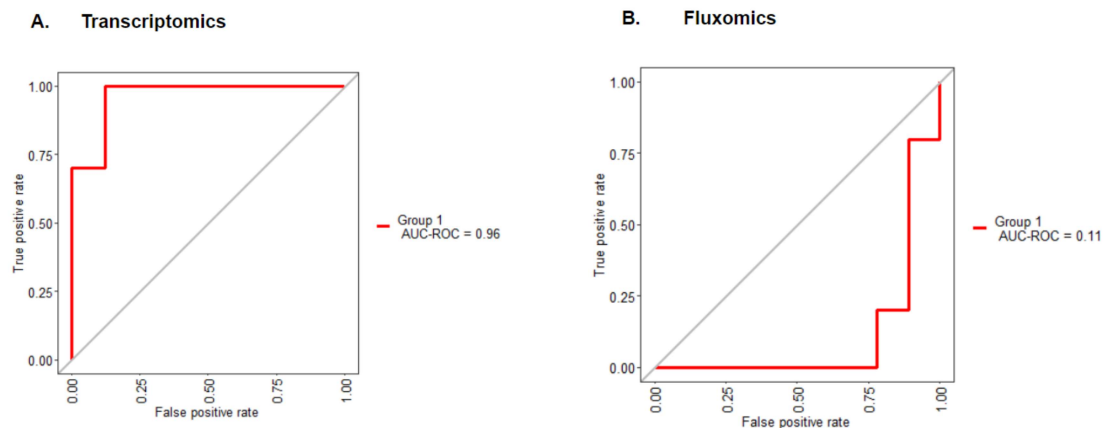 A. Transcriptomics
True positive rate
1.00
0.75
0.50
0.25
0.00
0.00
0.25
0.50
0.75
1.00
False positive rate
Group 1
AUC-ROC = 0.96
B. Fluxomics
True positive rate
1.00
0.75
0.50
0.25
0.00
0.00
0.25
0.50
0.75
1.00
False positive rate
Group 1
AUC-ROC = 0.11